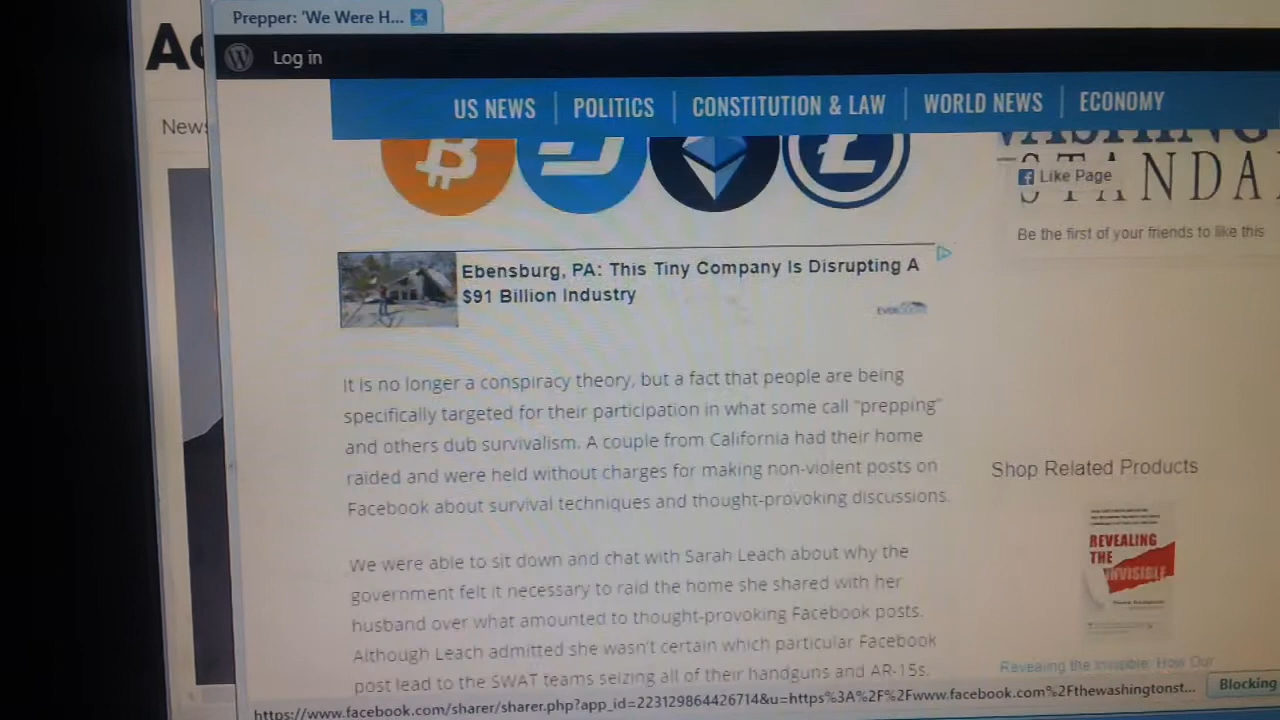 Prepper: 'We Were H...
Log in
US NEWS
POLITICS
CONSTITUTION & LAW
WORLD NEWS
ECONOMY
News
Like Page
Be the first of your friends to like this
Ebensburg, PA: This Tiny Company Is Disrupting A
$91 Billion Industry
It is no longer a conspiracy theory, but a fact that people are being
specifically targeted for their participation in what some call "prepping"
and others dub survivalism. A couple from California had their home
raided and were held without charges for making non-violent posts on
Facebook about survival techniques and thought-provoking discussions.
Shop Related Products
REVEALING
THE
INVISIBLE
We were able to sit down and chat with Sarah Leach about why the
government felt it necessary to raid the home she shared with her
husband over what amounted to thought-provoking Facebook posts.
Although Leach admitted she wasn't certain which particular Facebook
post lead to the SWAT teams seizing all of their handguns and AR-15s.
Revealing the Invisible: How Our
https://www.facebook.com/sharer/sharer.php?app_id=223129864426714&u=https%3A%2F%2Fwww.facebook.com%2Fthewashingtonst...
Blocking